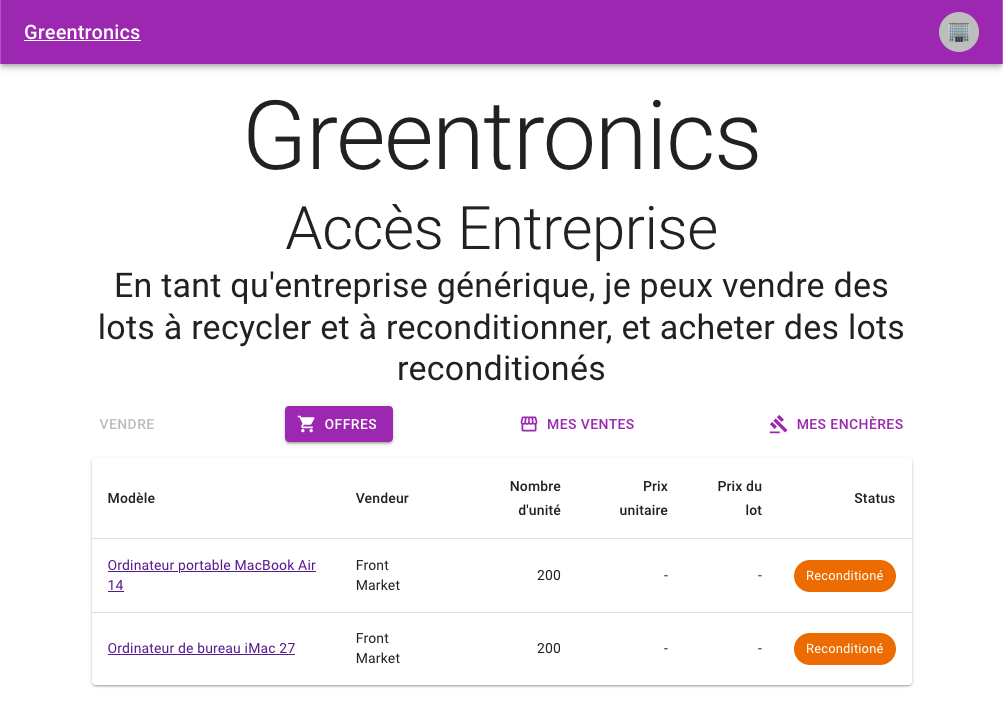 Greentronics
Greentronics
Accès Entreprise
En tant qu'entreprise générique, je peux vendre des
lots à recycler et à reconditionner, et acheter des lots
reconditionés
VENDRE
OFFRES
MES VENTES
MES ENCHÈRES
Modèle
Vendeur
Nombre
d'unité
Prix
unitaire
Prix du
lot
Status
Ordinateur portable MacBook Air
14
Front
Market
200
-
-
Reconditioné
Ordinateur de bureau iMac 27
Front
Market
200
-
-
Reconditioné